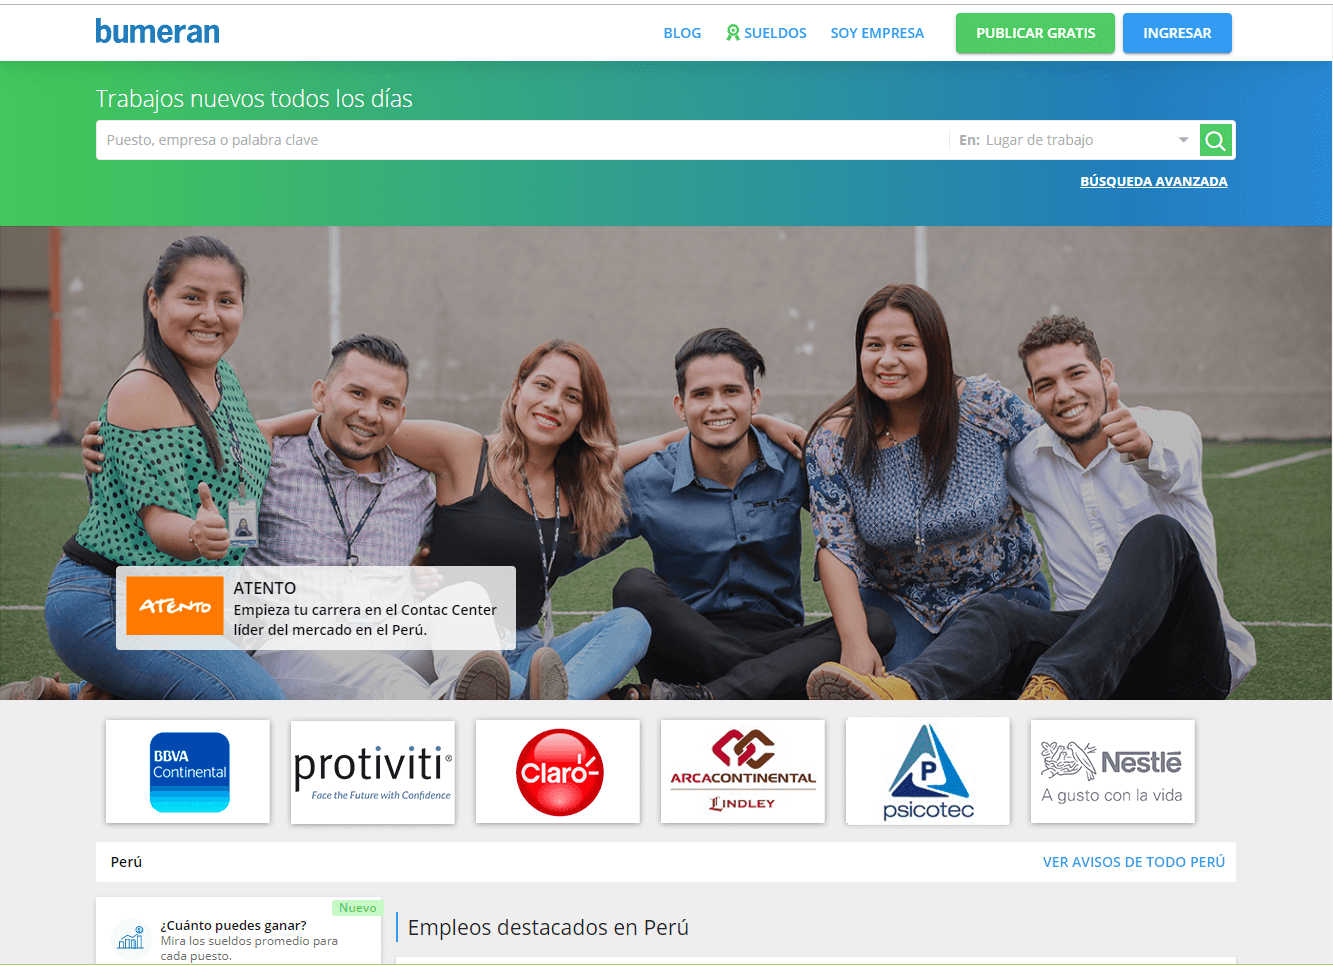 bumeran
BLOG
SUELDOS
SOY EMPRESA
PUBLICAR GRATIS
INGRESAR
Trabajos nuevos todos los días
Puesto, empresa o palabra clave
En: Lugar de trabajo
BÚSQUEDA AVANZADA
ATENTO
ATENTO
Empieza tu carrera en el Contac Center
líder del mercado en el Perú.
BBVA
Continental
protiviti®
Face the Future with Confidence
Claro
ARCACONTINENTAL
LINDLEY
P
psicotec
Nestlé
A gusto con la vida
Perú
VER AVISOS DE TODO PERÚ
Nuevo
¿Cuánto puedes ganar?
Mira los sueldos promedio para
cada puesto.
Empleos destacados en Perú